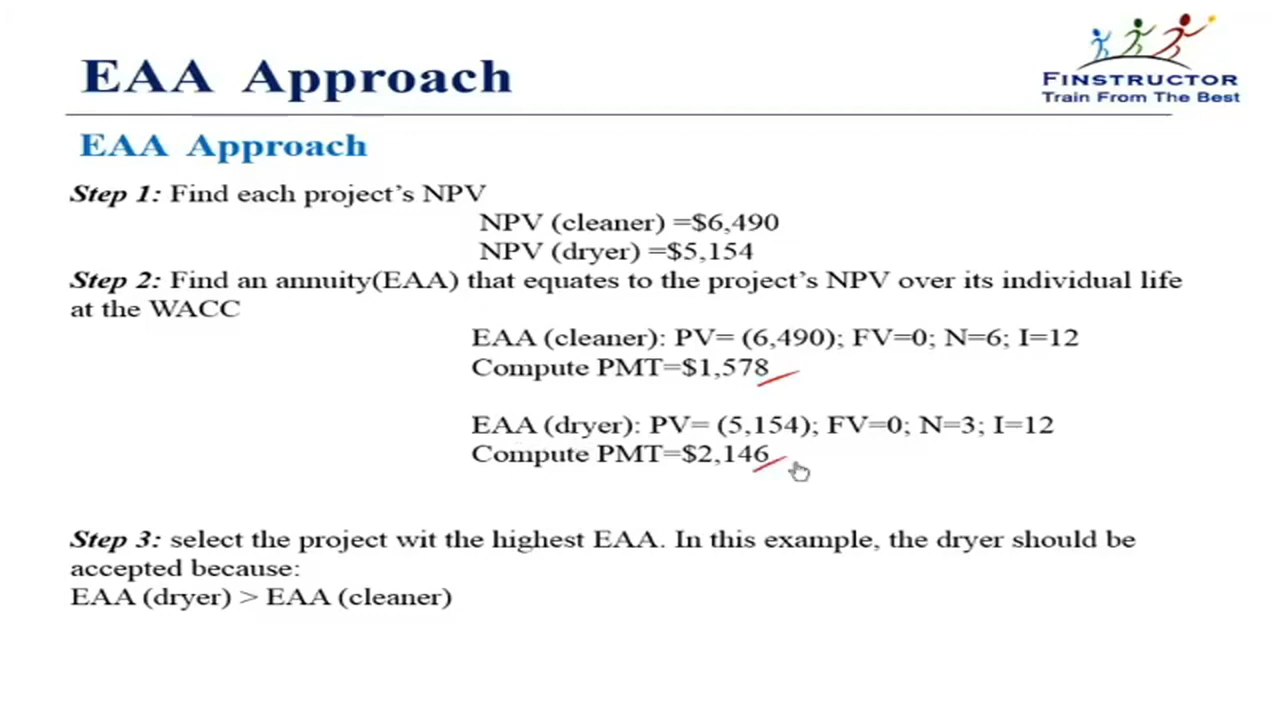 EAA Approach
FINSTRUCTOR
Train From The Best
EAA Approach
Step 1: Find each project's NPV
NPV (cleaner) =$6,490
NPV (dryer) =$5,154
Step 2: Find an annuity(EAA) that equates to the project's NPV over its individual life
at the WACC
EAA (cleaner): PV= (6,490); FV=0; N=6; I=12
Compute PMT=$1,578
EAA (dryer): PV= (5,154); FV=0; N=3; I=12
Compute PMT=$2,146
Step 3: select the project wit the highest EAA. In this example, the dryer should be
accepted because:
EAA (dryer) > EAA (cleaner)